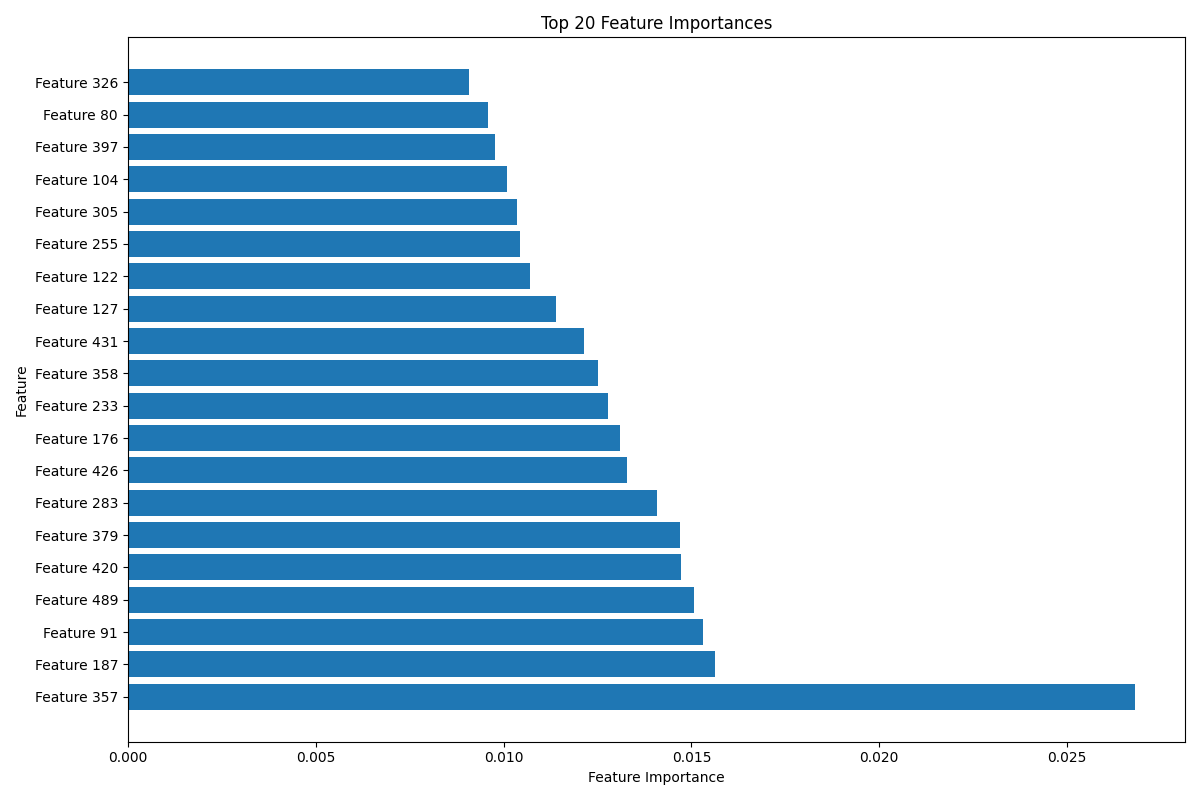 Top 20 Feature Importances
Feature
Feature 326
Feature 80
Feature 397
Feature 104
Feature 305
Feature 255
Feature 122
Feature 127
Feature 431
Feature 358
Feature 233
Feature 176
Feature 426
Feature 283
Feature 379
Feature 420
Feature 489
Feature 91
Feature 187
Feature 357
0.000 0.005 0.010 0.015 0.020 0.025
Feature Importance